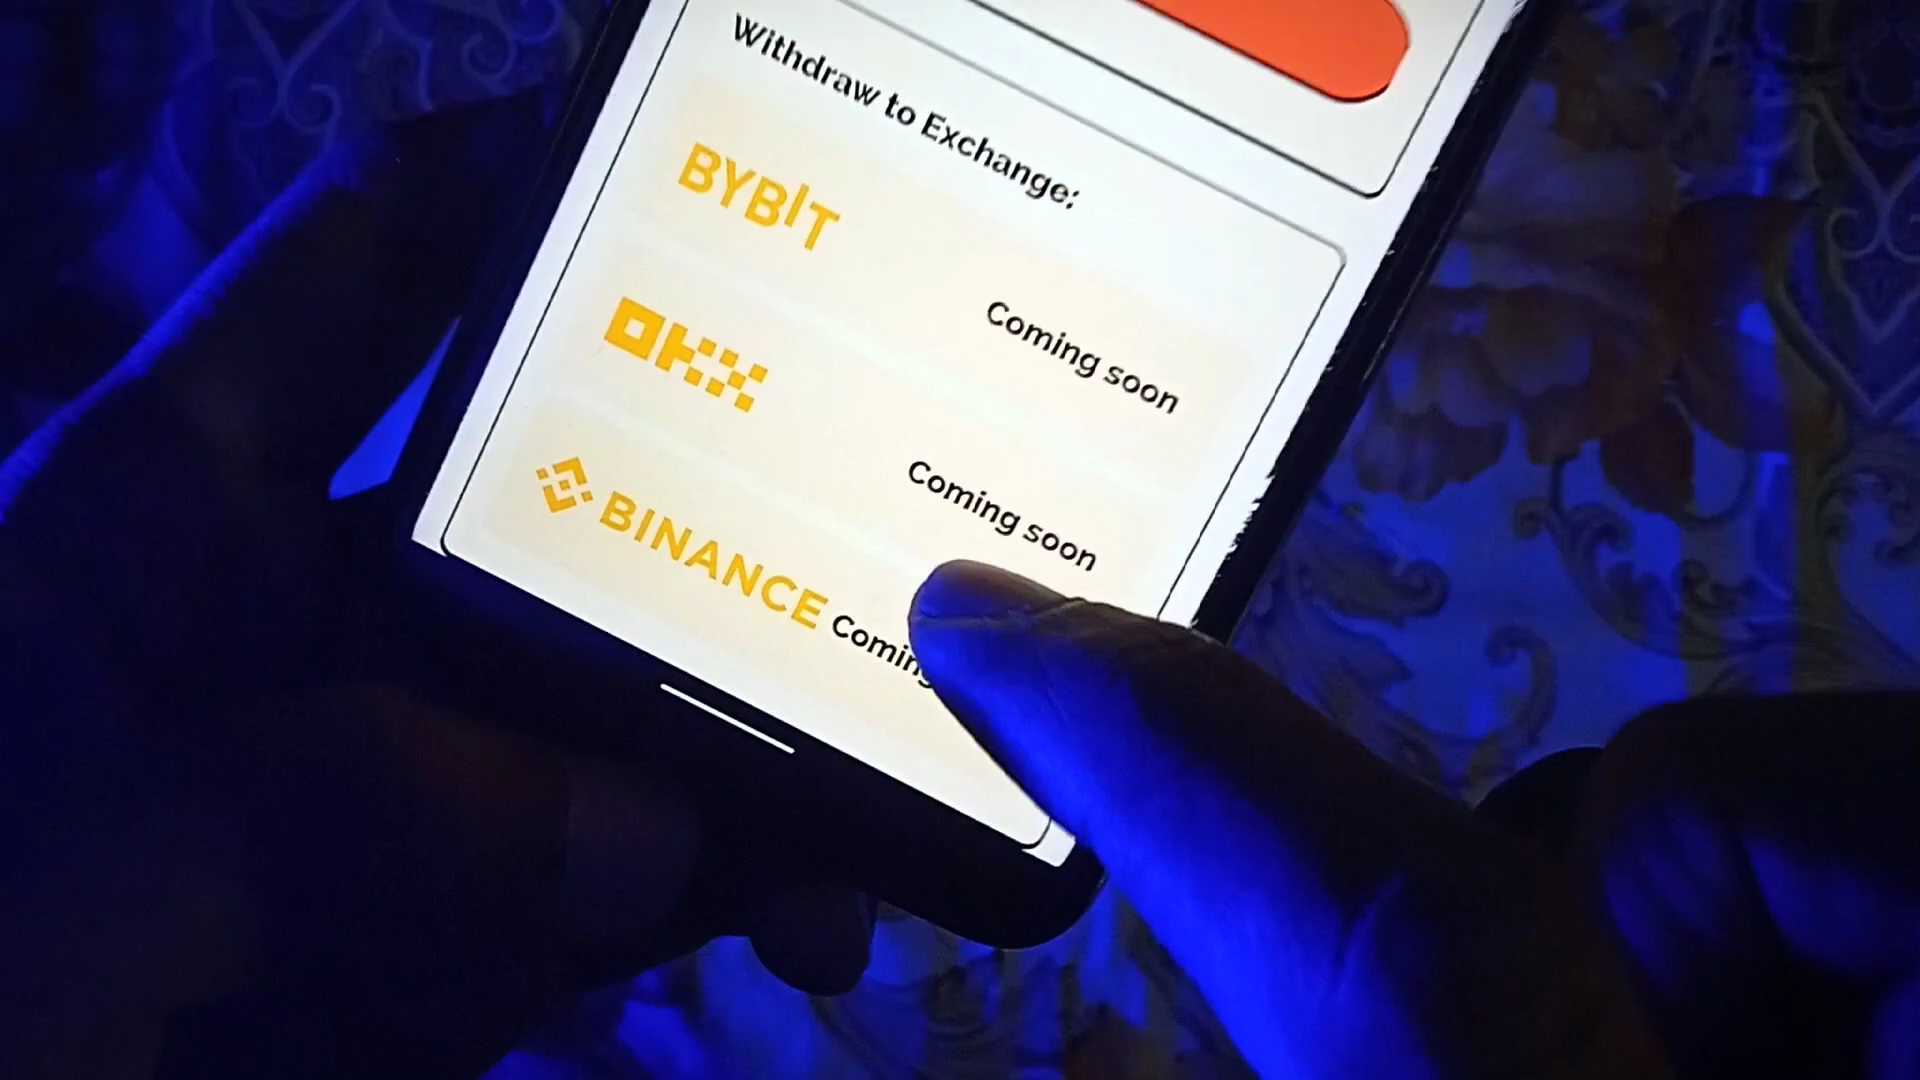 Withdraw to Exchange:
BYBIT
Coming soon
OKX
Coming soon
BINANCE
Coming